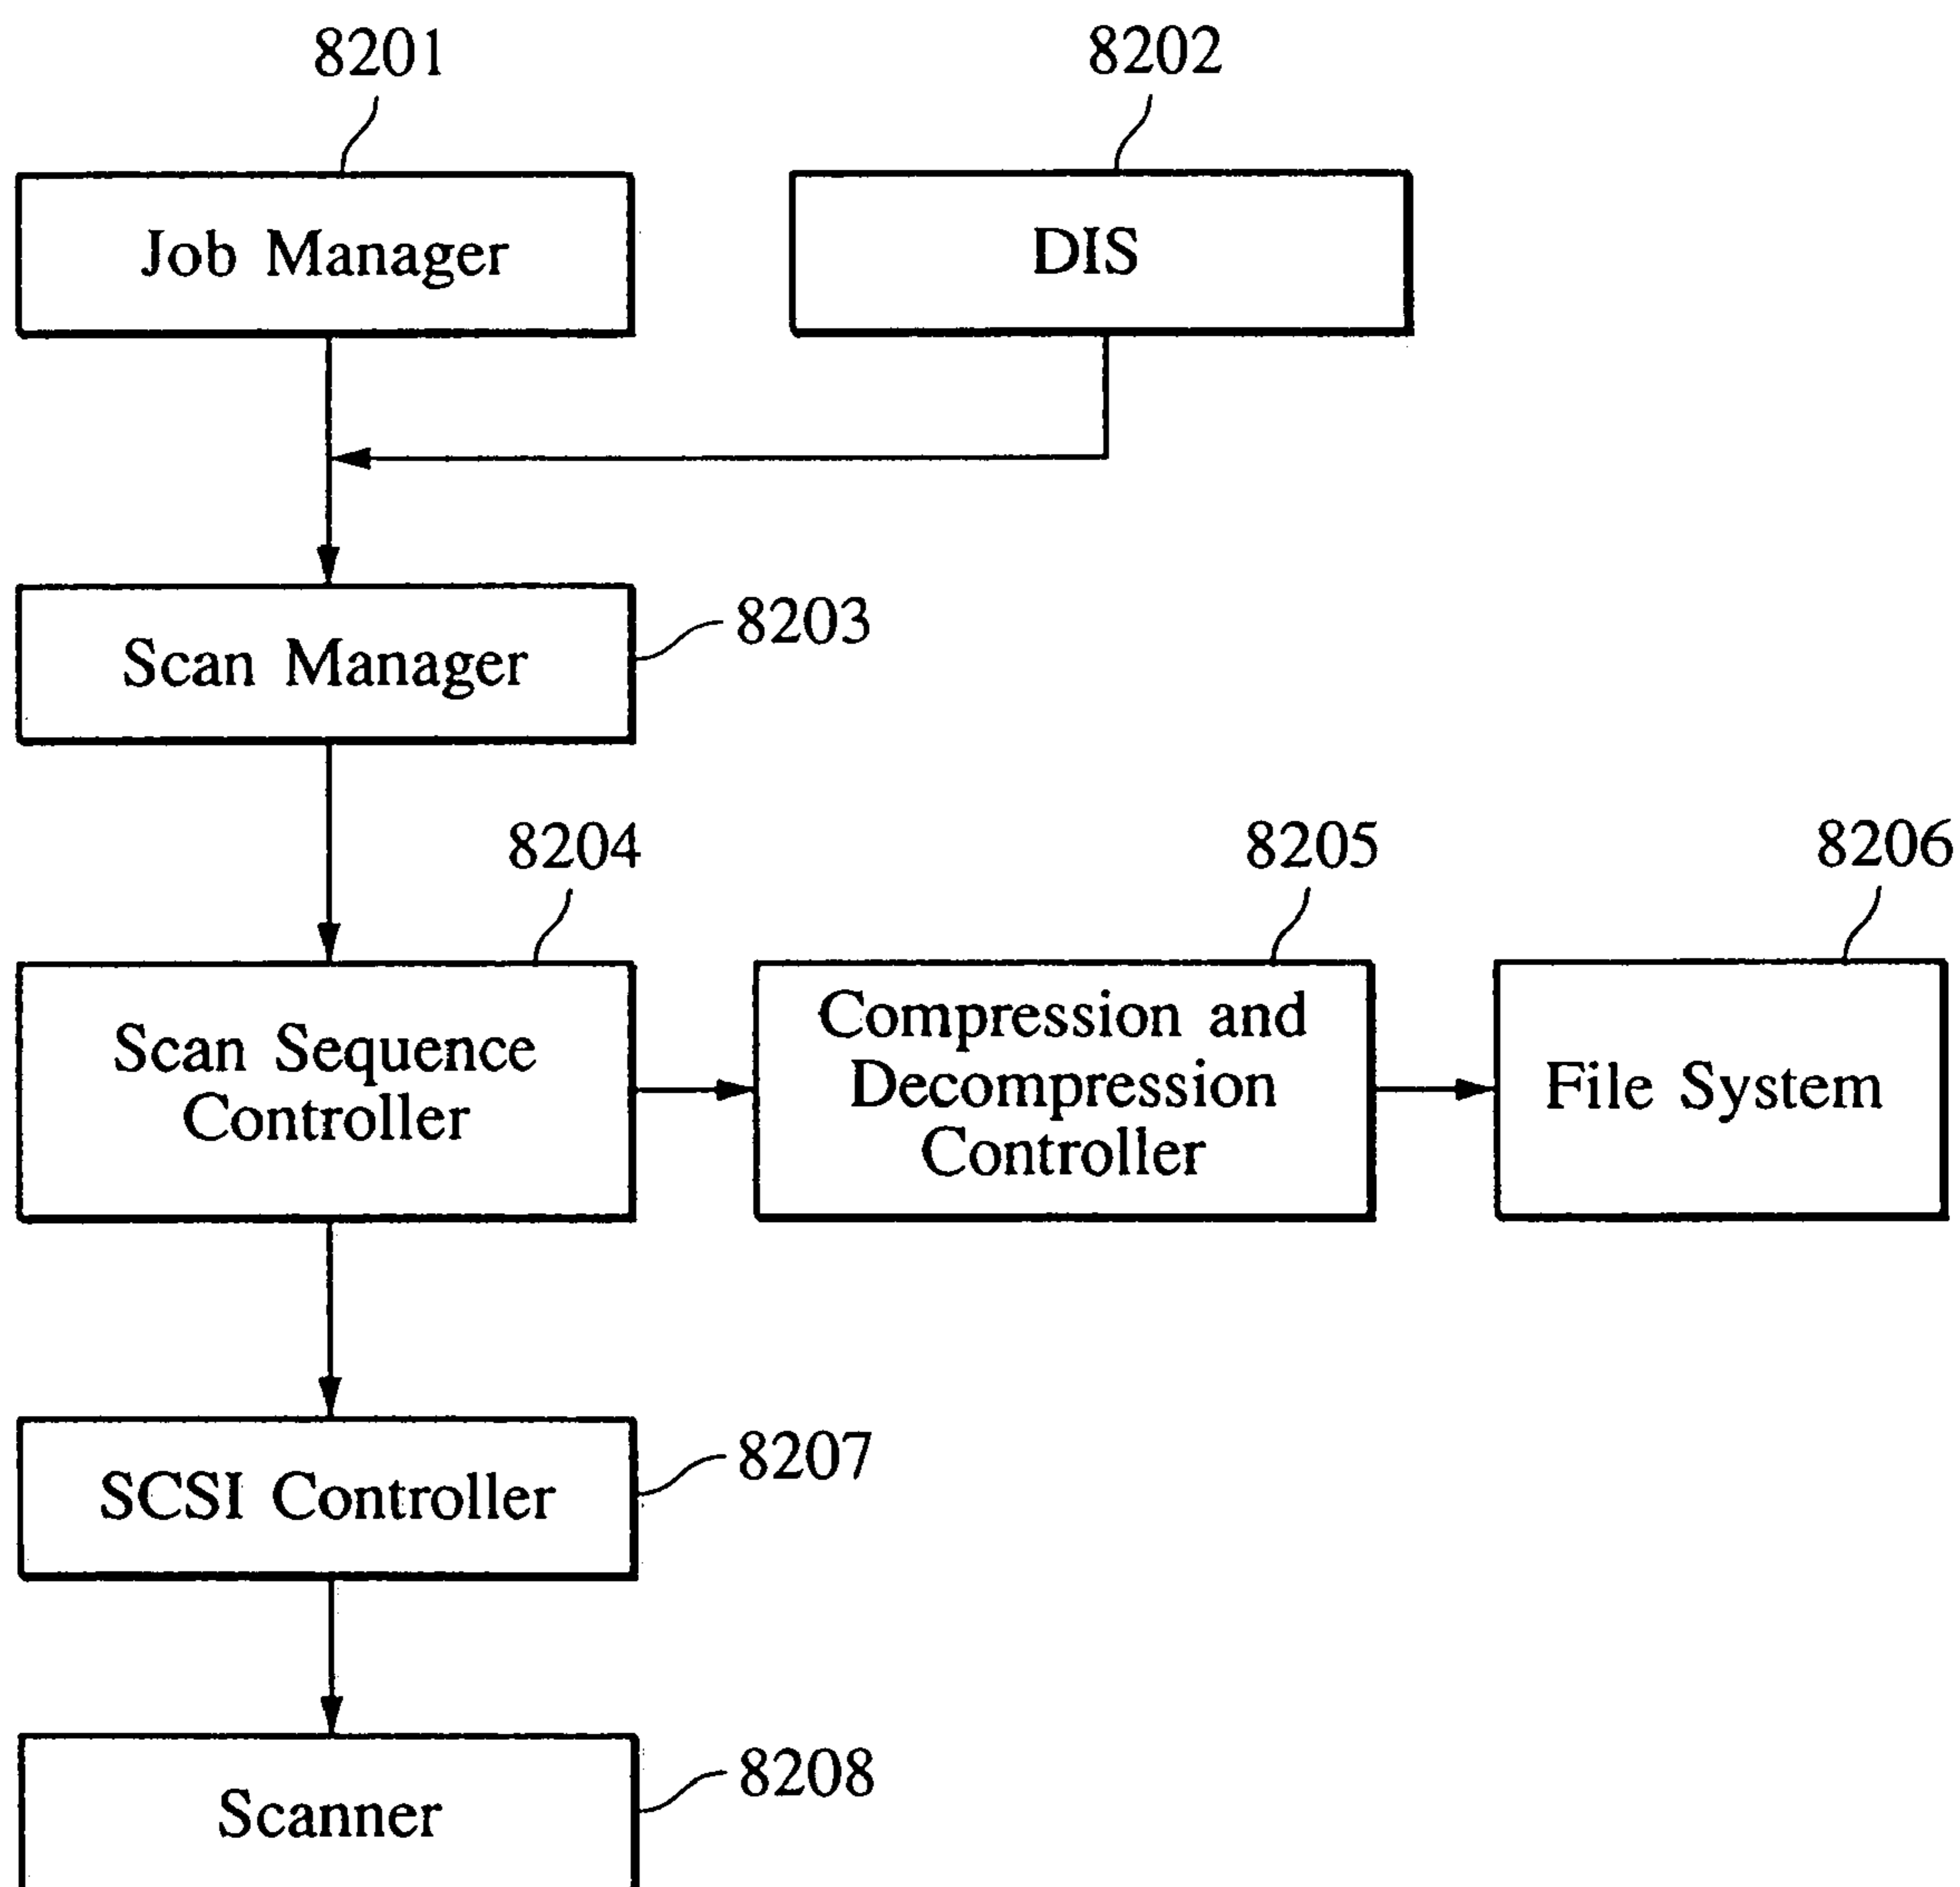 8201
8202
Job Manager
DIS
Scan Manager
8203
8204
8205
8206
Scan Sequence
Controller
Compression and
Decompression
Controller
File System
SCSI Controller
8207
Scanner
8208